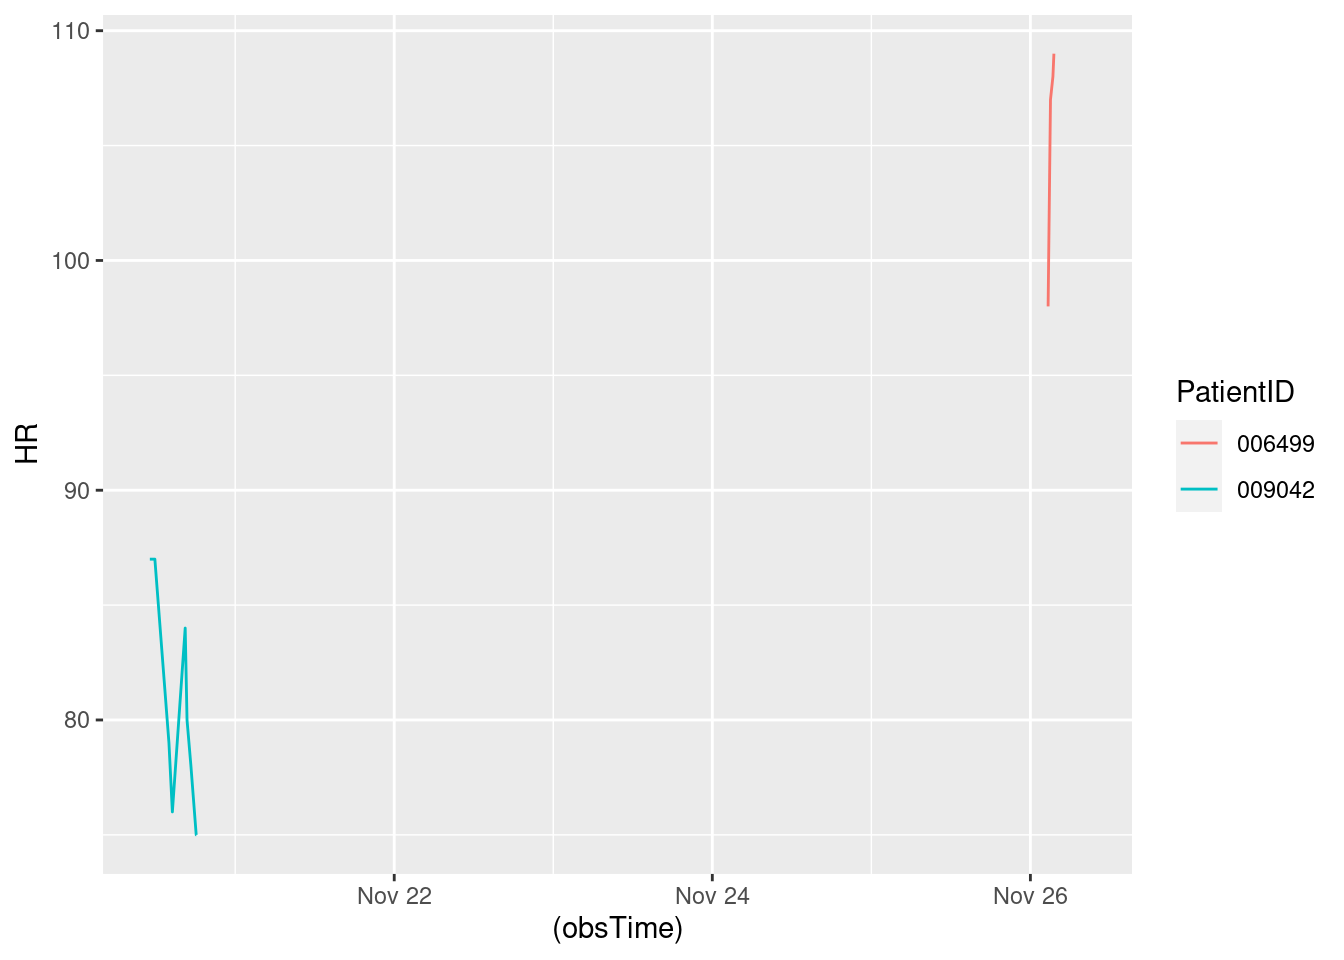 110
100
90
80
HR
Nov 22
Nov 24
Nov 26
(obsTime)
PatientID
006499
009042